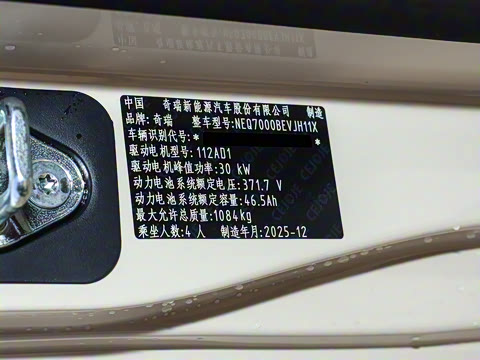 中国 奇瑞新能源汽车股份有限公司 制造
品牌: 奇瑞 整车型号:NEQ7000BEVJH11X
车辆识别代号: * *
驱动电机型号: 112AD1
驱动电机峰值功率:30 kW
动力电池系统额定电压:371.7 V
动力电池系统额定容量:46.5Ah
最大允许总质量:1084kg
乘坐人数:4 人 制造年月:2025-12